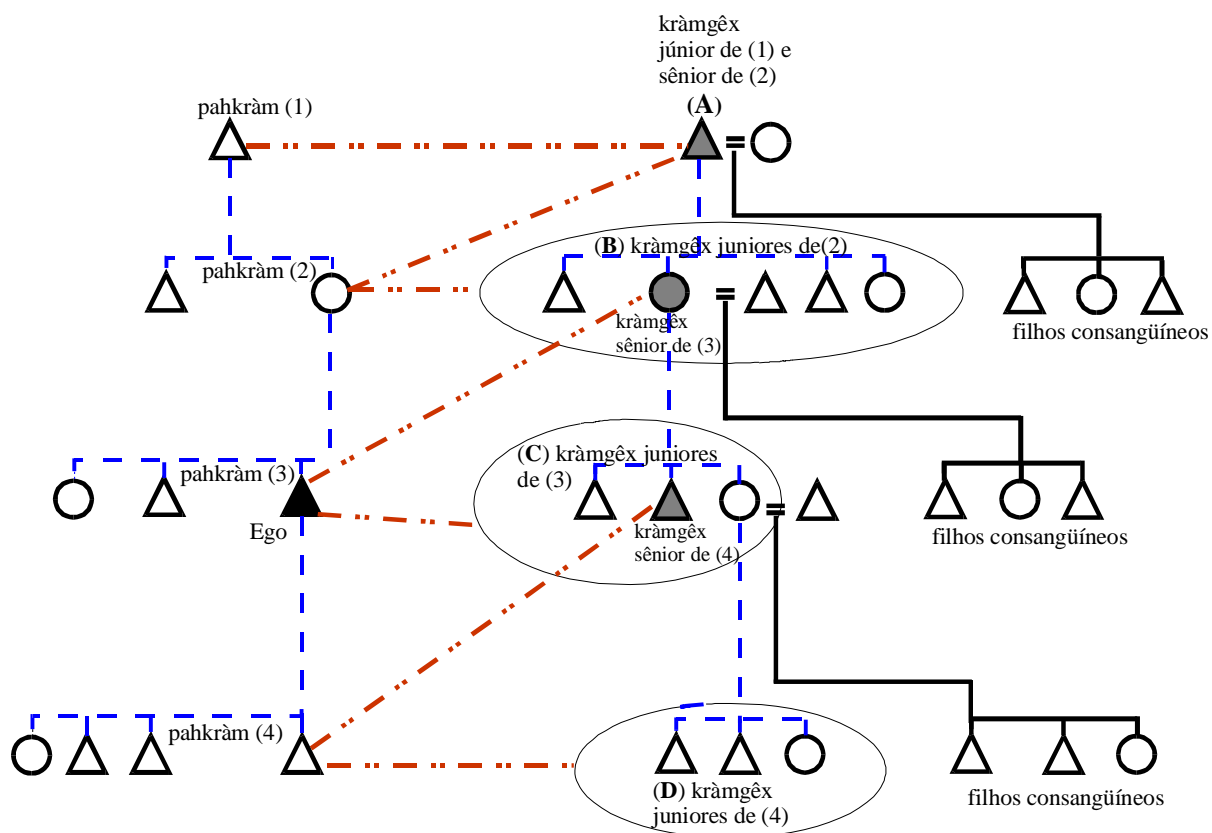 kràmgêx
júnior de (1) e
sênior de (2)
(A)
pahkràm (1)
(B) kràmgêx juniores de(2)
pahkràm (2)
kràmgêx
sênior de (3)
filhos consangüíneos
(C) kràmgêx juniores
de (3)
pahkràm (3)
Ego
kràmgêx
sênior de (4)
filhos consangüíneos
pahkràm (4)
(D) kràmgêx
juniores de (4)
filhos consangüíneos